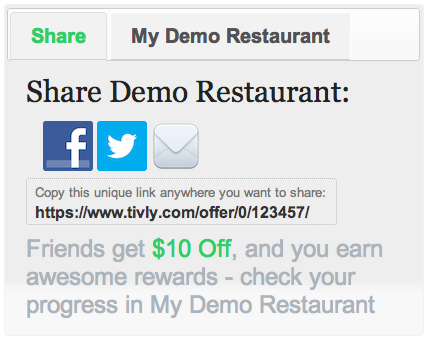 Share My Demo Restaurant
Share Demo Restaurant:
Copy this unique link anywhere you want to share:
https://www.tivly.com/offer/0/123457/
Friends get $10 Off, and you earn
awesome rewards - check your
progress in My Demo Restaurant